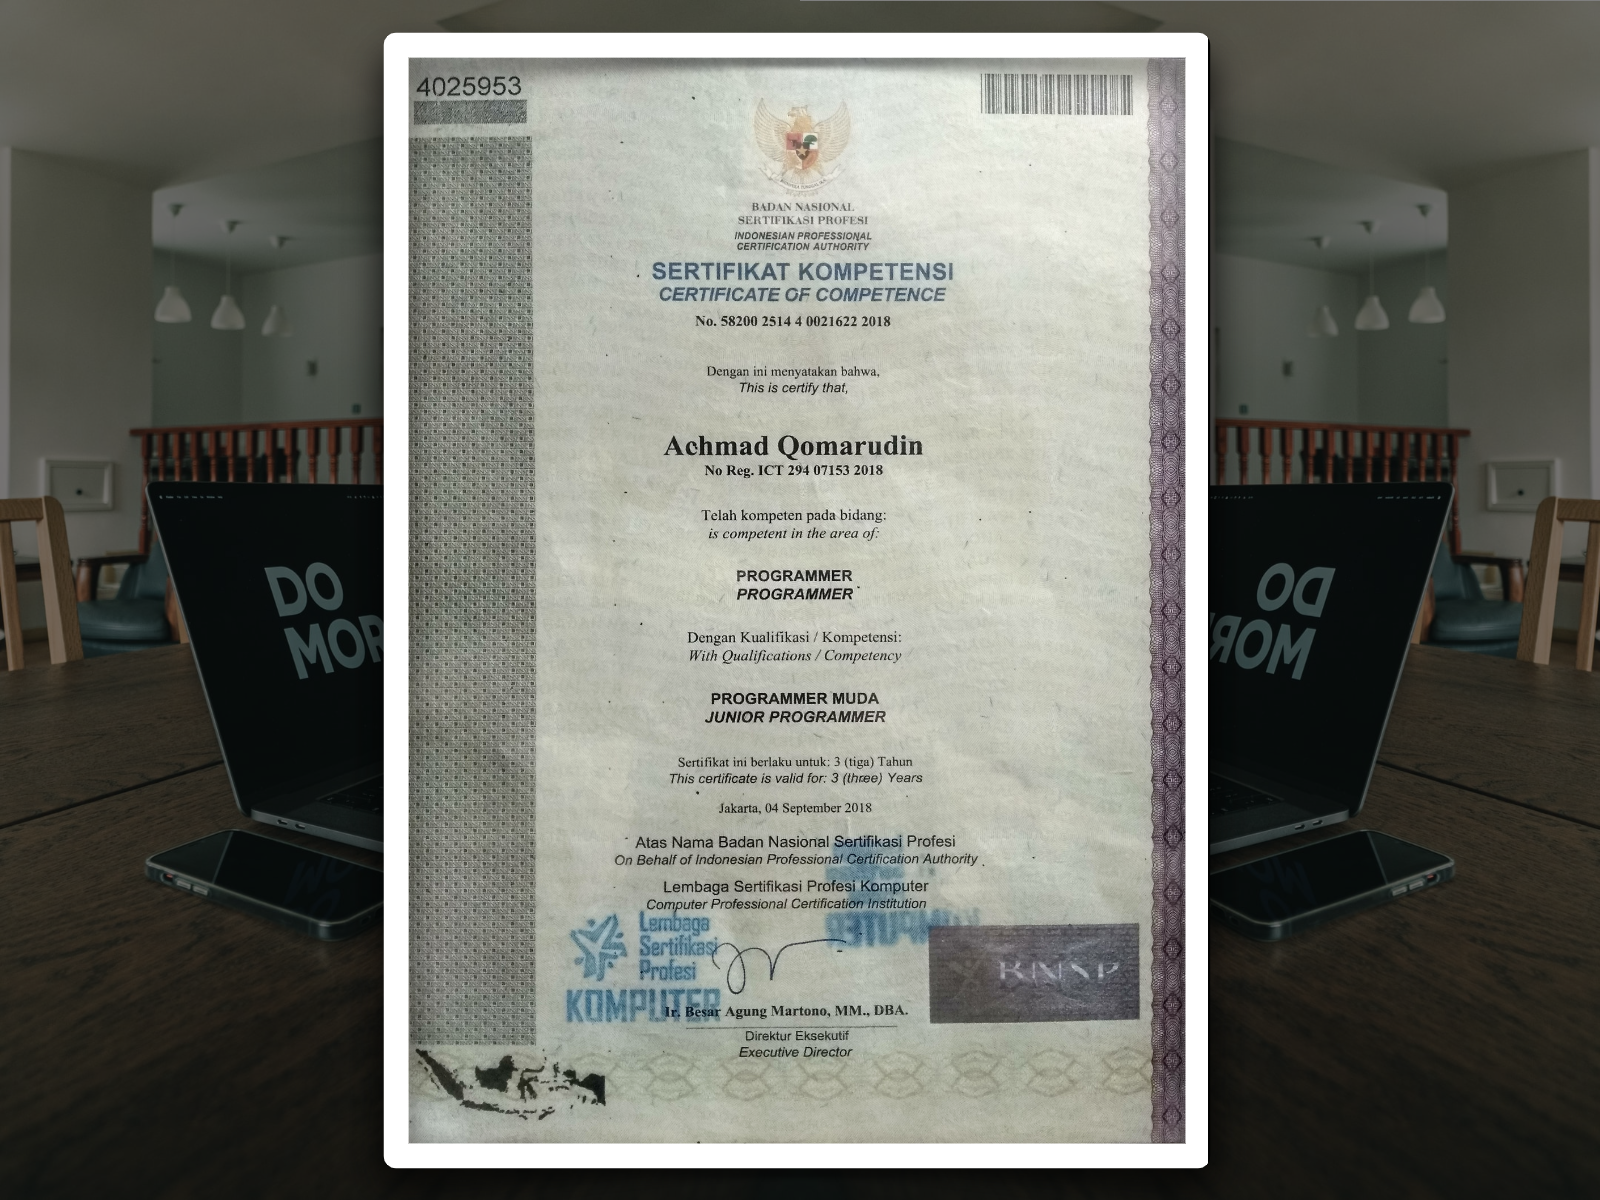 4025953
BADAN NASIONAL
SERTIFIKASI PROFESI
INDONESIAN PROFESSIONAL
CERTIFICATION AUTHORITY
SERTIFIKAT KOMPETENSI
CERTIFICATE OF COMPETENCE
No. 58200 2514 4 0021622 2018
Dengan ini menyatakan bahwa,
This is certify that,
Achmad Qomarudin
No Reg. ICT 294 07153 2018
Telah kompeten pada bidang:
is competent in the area of:
PROGRAMMER
PROGRAMMER
Dengan Kualifikasi / Kompetensi:
With Qualifications / Competency
PROGRAMMER MUDA
JUNIOR PROGRAMMER
Sertifikat ini berlaku untuk: 3 (tiga) Tahun
This certificate is valid for: 3 (three) Years
Jakarta, 04 September 2018
Atas Nama Badan Nasional Sertifikasi Profesi
On Behalf of Indonesian Professional Certification Authority
Lembaga Sertifikasi Profesi Komputer
Computer Professional Certification Institution
Lembaga
Sertifikasi
Profesi
KOMPUTER
BNSP
Ir. Besar Agung Martono, MM., DBA.
Direktur Eksekutif
Executive Director
DO
MOR
DO
MOR